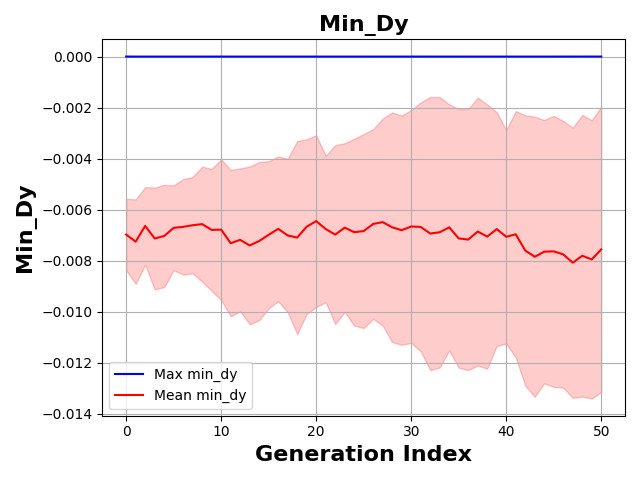 Min_Dy
0.000
−0.002
−0.004
−0.006
−0.008
−0.010
−0.012
−0.014
Min_Dy
Max min_dy
Mean min_dy
0 10 20 30 40 50
Generation Index